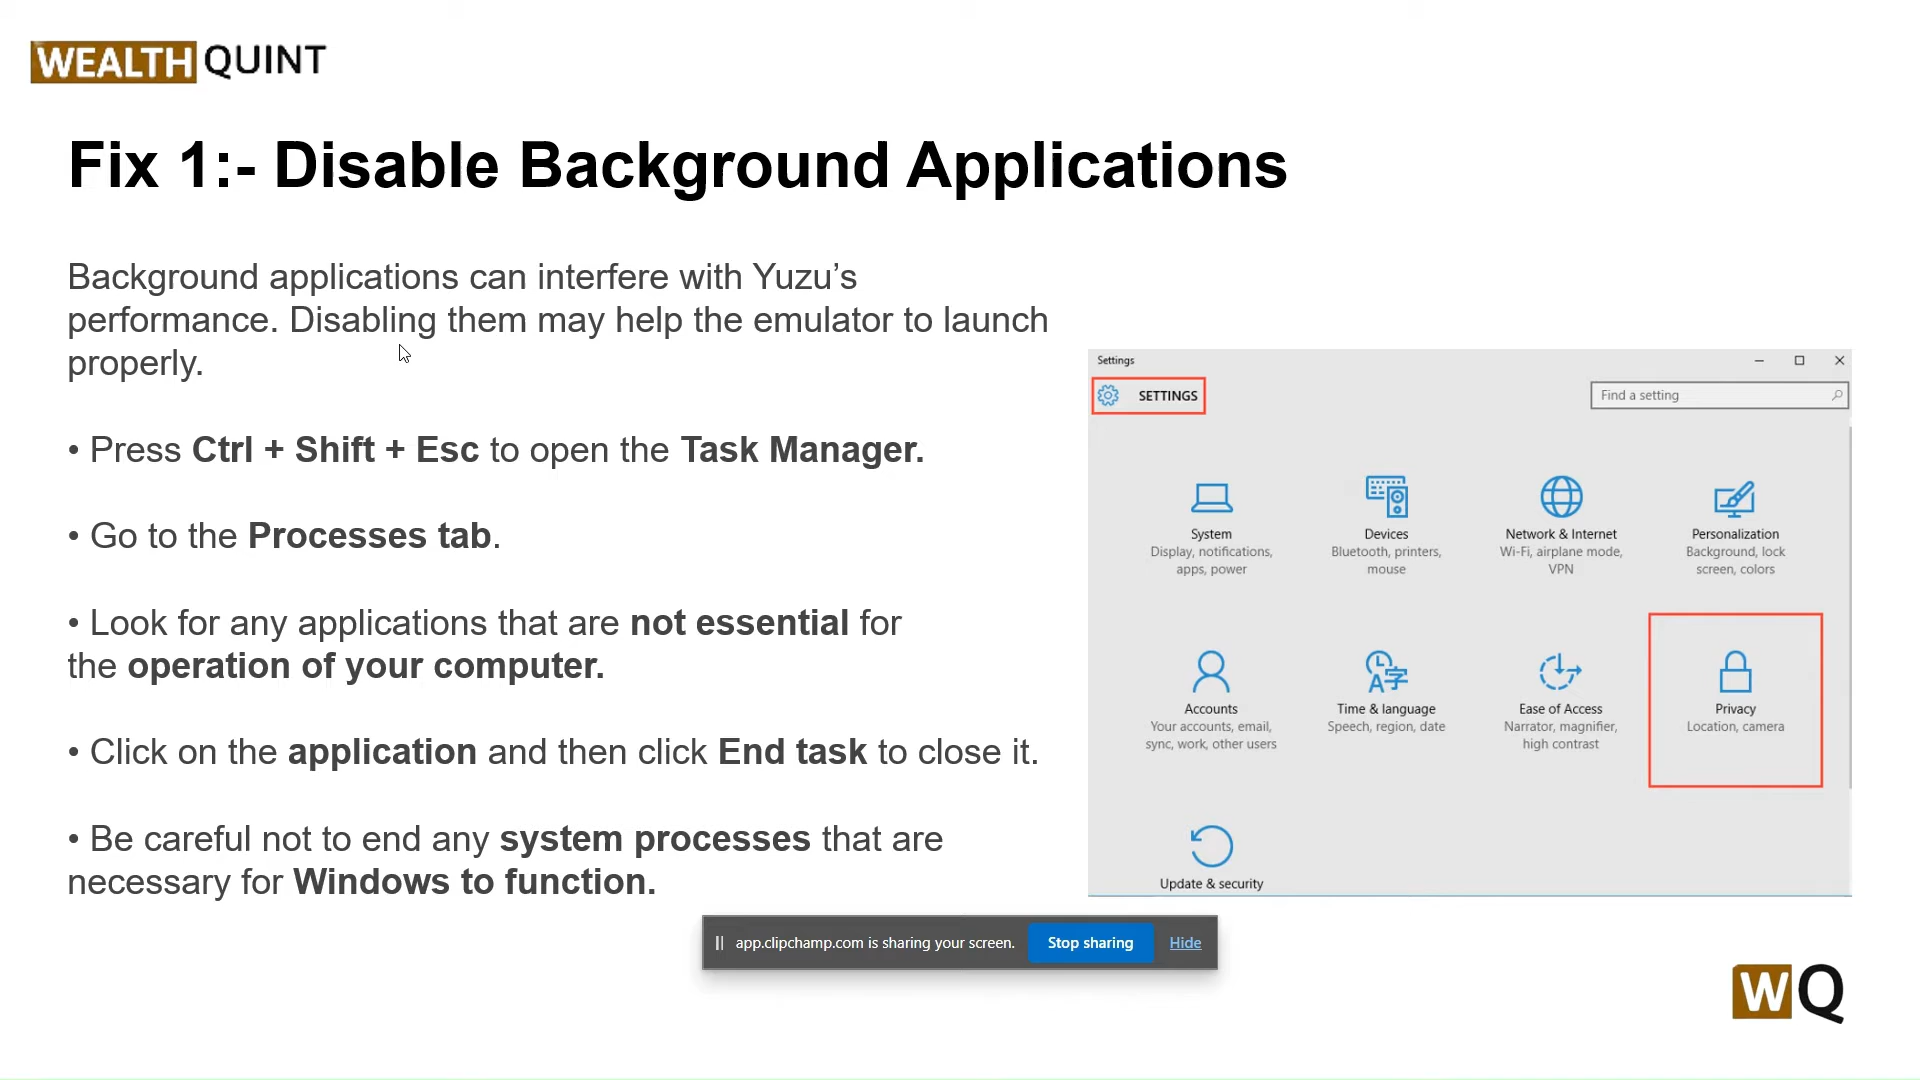 WEALTH QUINT
Fix 1:- Disable Background Applications
Background applications can interfere with Yuzu’s
performance. Disabling them may help the emulator to launch
properly.
• Press Ctrl + Shift + Esc to open the Task Manager.
• Go to the Processes tab.
• Look for any applications that are not essential for
the operation of your computer.
• Click on the application and then click End task to close it.
• Be careful not to end any system processes that are
necessary for Windows to function.
Settings
SETTINGS
Find a setting
System
Display, notifications,
apps, power
Devices
Bluetooth, printers,
mouse
Network & Internet
Wi-Fi, airplane mode,
VPN
Personalization
Background, lock
screen, colors
Accounts
Your accounts, email,
sync, work, other users
Time & language
Speech, region, date
Ease of Access
Narrator, magnifier,
high contrast
Privacy
Location, camera
Update & security
app.clipchamp.com is sharing your screen.
Stop sharing
Hide
WQ